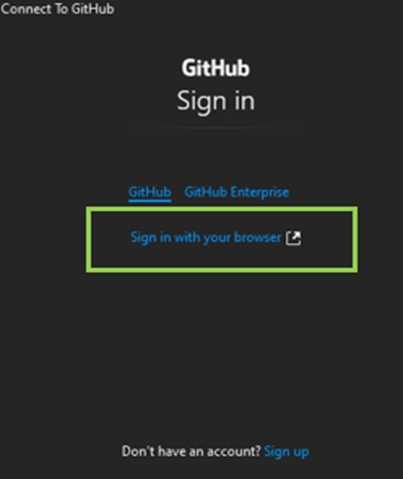 Connect To GitHub
GitHub
Sign in
GitHub GitHub Enterprise
Sign in with your browser
Don't have an account? Sign up